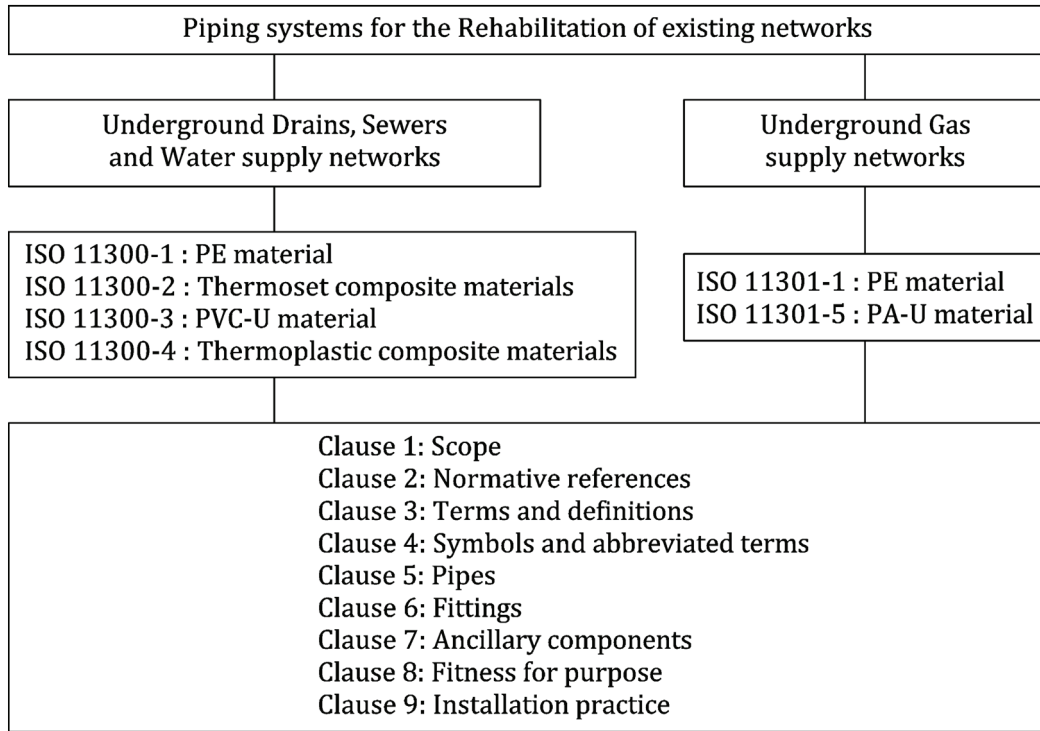 Piping systems for the Rehabilitation of existing networks
Underground Drains, Sewers
and Water supply networks
Underground Gas
supply networks
ISO 11300-1 : PE material
ISO 11300-2 : Thermoset composite materials
ISO 11300-3 : PVC-U material
ISO 11300-4 : Thermoplastic composite materials
ISO 11301-1 : PE material
ISO 11301-5 : PA-U material
Clause 1: Scope
Clause 2: Normative references
Clause 3: Terms and definitions
Clause 4: Symbols and abbreviated terms
Clause 5: Pipes
Clause 6: Fittings
Clause 7: Ancillary components
Clause 8: Fitness for purpose
Clause 9: Installation practice